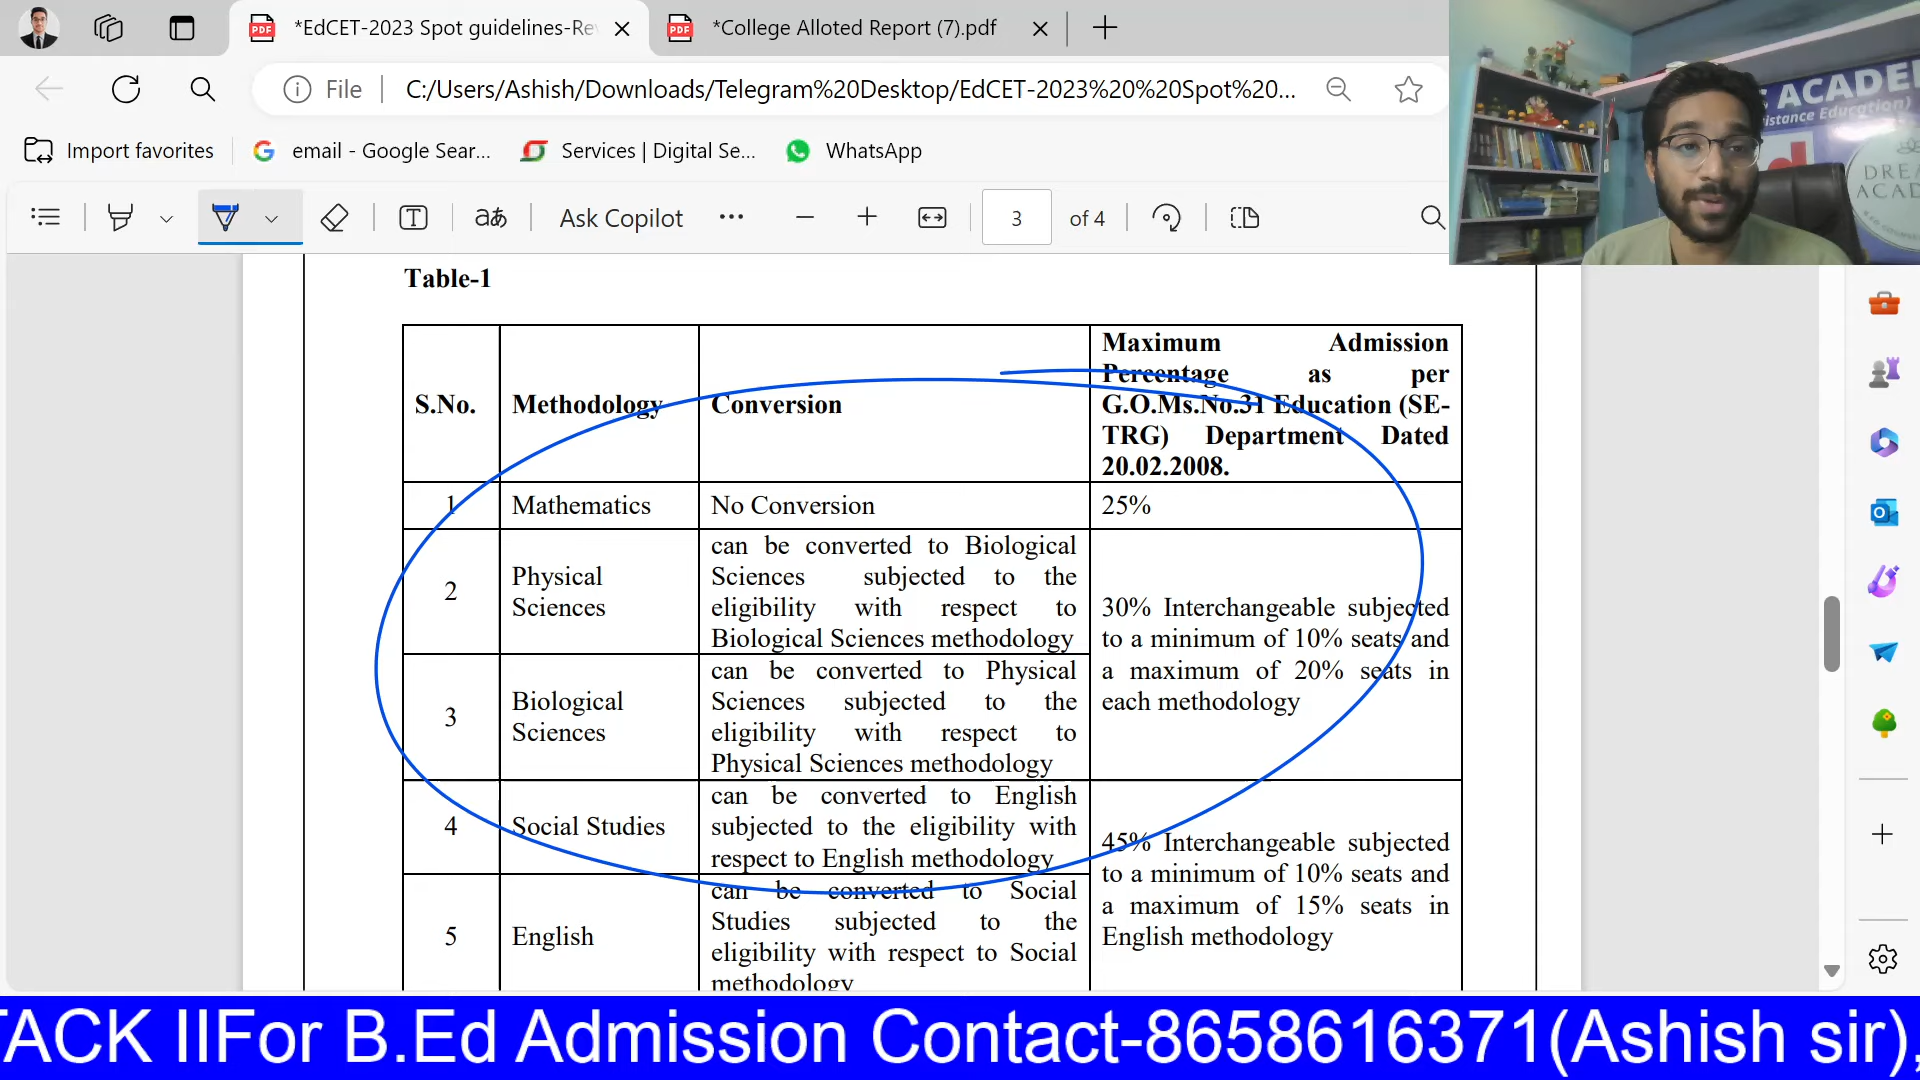 *EdCET-2023 Spot guidelines-Re
*College Alloted Report (7).pdf
File
C:/Users/Ashish/Downloads/Telegram%20Desktop/EdCET-2023%20%20Spot%20...
Import favorites
email - Google Sear...
Services | Digital Se...
WhatsApp
Ask Copilot
3 of 4
ACADE
istance Education)
DREA
ACAD
Table-1
S.No.
Methodology
Conversion
Maximum Admission
Percentage as per
G.O.Ms.No.31 Education (SE-
TRG) Department Dated
20.02.2008.
1
Mathematics
No Conversion
25%
2
Physical
Sciences
can be converted to Biological
Sciences subjected to the
eligibility with respect to
Biological Sciences methodology
30% Interchangeable subjected
to a minimum of 10% seats and
a maximum of 20% seats in
each methodology
3
Biological
Sciences
can be converted to Physical
Sciences subjected to the
eligibility with respect to
Physical Sciences methodology
4
Social Studies
can be converted to English
subjected to the eligibility with
respect to English methodology
45% Interchangeable subjected
to a minimum of 10% seats and
a maximum of 15% seats in
English methodology
5
English
can be converted to Social
Studies subjected to the
eligibility with respect to Social
methodology
TACK IIFor B.Ed Admission Contact-8658616371(Ashish sir),